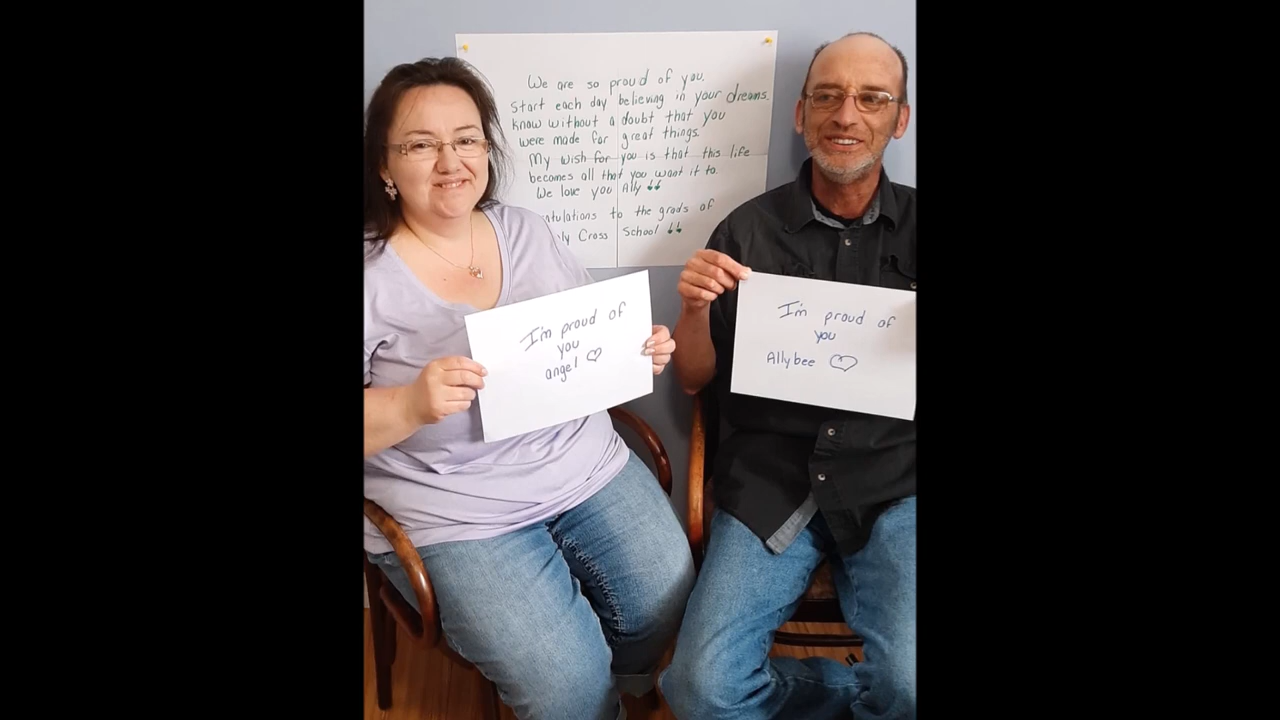 We are so proud of you.
Start each day believing in your dreams.
Know without a doubt that you
were made for great things.
My wish for you is that this life
becomes all that you want it to.
We love you Ally !!
to the grads of
Cross School !!
I'm proud of
you
angel ♡
I'm proud of
you
Allybee ♡